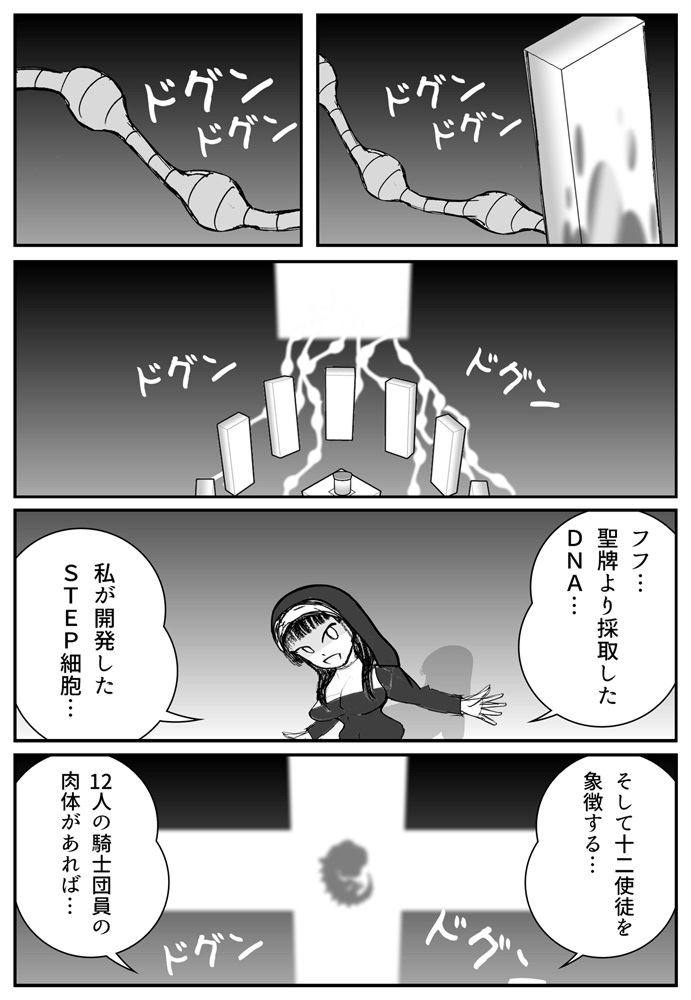 ドグン
ドグン
ドグン
ドグン
ドグン
ドグン
フフ…
聖牌より採取した
DNA…
私が開発した
STEP細胞…
そして十二使徒を
象徴する…
12人の騎士団員の
肉体があれば…
ドグン
ドグン